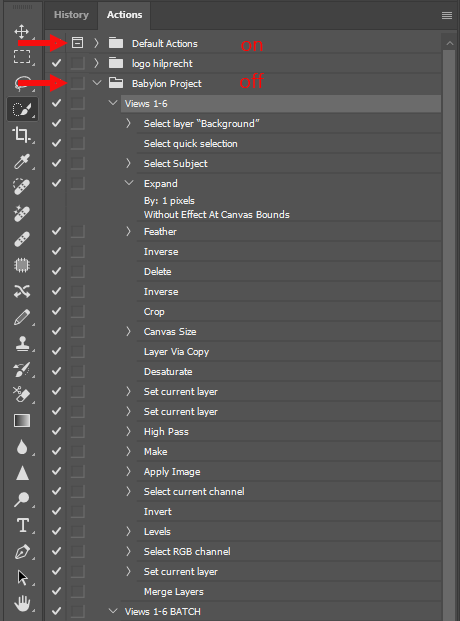 History
Actions
Default Actions
on
logo hilprecht
Babylon Project
off
Views 1-6
Select layer “Background”
Select quick selection
Select Subject
Expand
By: 1 pixels
Without Effect At Canvas Bounds
Feather
Inverse
Delete
Inverse
Crop
Canvas Size
Layer Via Copy
Desaturate
Set current layer
Set current layer
High Pass
Make
Apply Image
Select current channel
Invert
Levels
Select RGB channel
Set current layer
Merge Layers
Views 1-6 BATCH